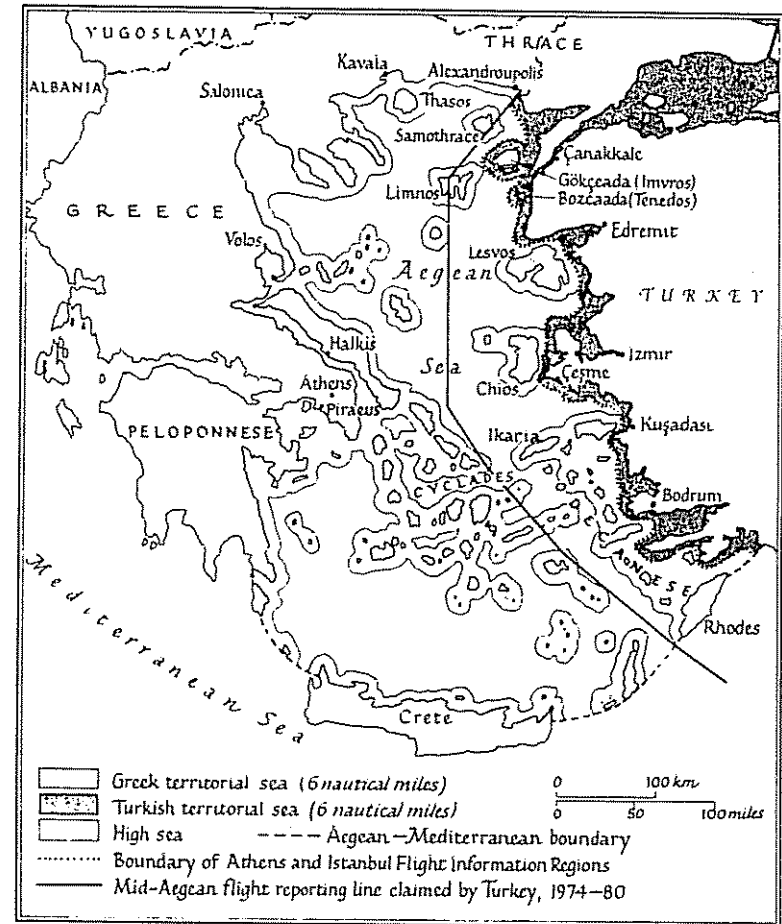 YUGOSLAVIA
THRACE
ALBANIA
Kavala
Alexandroupolis
Salonica
Thasos
Samothrace
Çanakkale
Gökçeada (Imvros)
Bozcaada (Tenedos)
Limnos
GREECE
Edremit
Volos
Lesvos
Aegean
TURKEY
Halkis
Sea
Izmir
Çeşme
Athens
Chios
Piraeus
PELOPONNESE
Ikaria
Kuşadası
CYCLADES
Bodrum
Mediterranean Sea
Rhodes
Crete
Greek territorial sea (6 nautical miles)
Turkish territorial sea (6 nautical miles)
High sea
Aegean—Mediterranean boundary
Boundary of Athens and Istanbul Flight Information Regions
Mid-Aegean flight reporting line claimed by Turkey, 1974—80
0 100 km
0 50 100 miles